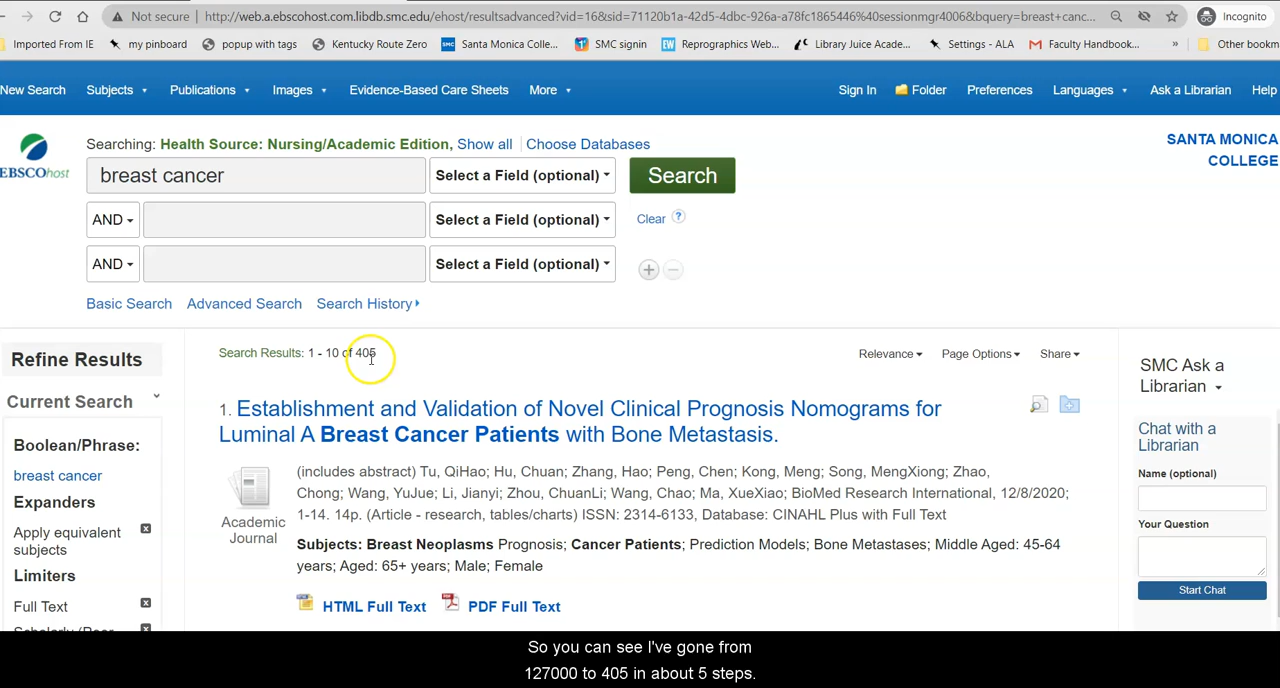 Not secure | http://web.a.ebscohost.com.libdb.smc.edu/ehost/resultsadvanced?vid=16&sid=71120b1a-42d5-4dbc-926a-a78fc1865446%40sessionmgr4006&bquery=breast+canc... Incognito
Imported From IE my pinboard popup with tags Kentucky Route Zero SMC Santa Monica Colle... SMC signin EW Reprographics Web... Library Juice Acade... Settings - ALA Faculty Handbook... » Other bookm
New Search Subjects Publications Images Evidence-Based Care Sheets More Sign In Folder Preferences Languages Ask a Librarian Help
Searching: Health Source: Nursing/Academic Edition, Show all | Choose Databases
SANTA MONICA
COLLEGE
EBSCOhost
breast cancer Select a Field (optional) Search
AND Select a Field (optional) Clear ?
AND Select a Field (optional)
Basic Search Advanced Search Search History
Refine Results
Current Search
Boolean/Phrase:
breast cancer
Expanders
Apply equivalent
subjects
Limiters
Full Text
Scholarly (Peer
Search Results: 1 - 10 of 405 Relevance Page Options Share
1. Establishment and Validation of Novel Clinical Prognosis Nomograms for
Luminal A Breast Cancer Patients with Bone Metastasis.
Academic
Journal
(includes abstract) Tu, QiHao; Hu, Chuan; Zhang, Hao; Peng, Chen; Kong, Meng; Song, MengXiong; Zhao,
Chong; Wang, YuJue; Li, Jianyi; Zhou, ChuanLi; Wang, Chao; Ma, XueXiao; BioMed Research International, 12/8/2020;
1-14. 14p. (Article - research, tables/charts) ISSN: 2314-6133, Database: CINAHL Plus with Full Text
Subjects: Breast Neoplasms Prognosis; Cancer Patients; Prediction Models; Bone Metastases; Middle Aged: 45-64
years; Aged: 65+ years; Male; Female
HTML Full Text PDF Full Text
SMC Ask a
Librarian
Chat with a
Librarian
Name (optional)
Your Question
Start Chat
So you can see I've gone from
127000 to 405 in about 5 steps.